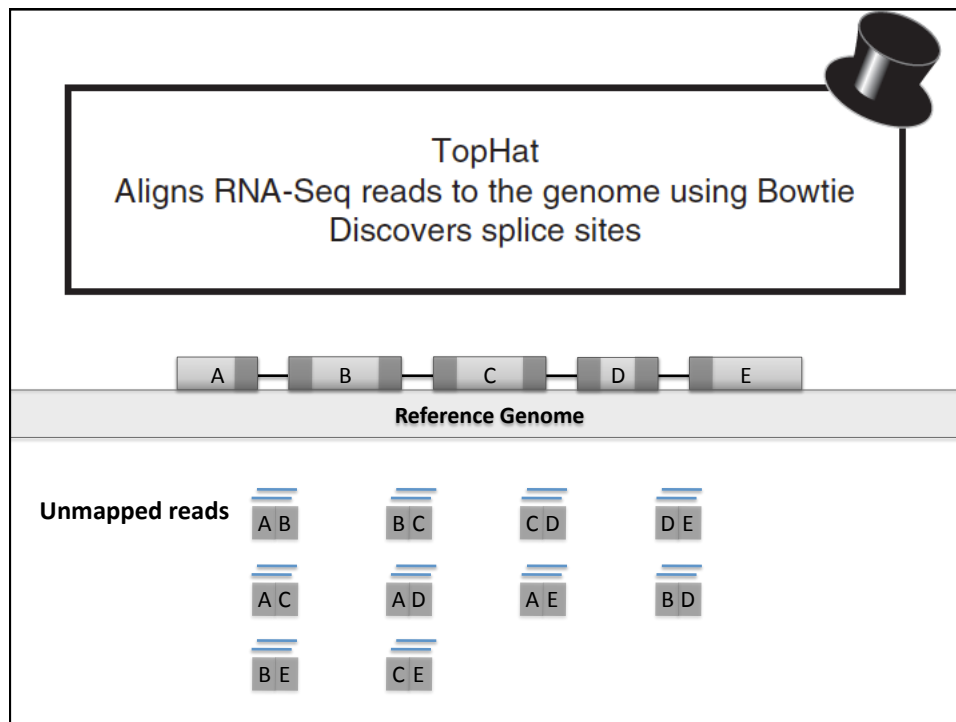 TopHat
Aligns RNA-Seq reads to the genome using Bowtie
Discovers splice sites
A B C D E
Reference Genome
Unmapped reads
A B B C C D D E
A C A D A E B D
B E C E